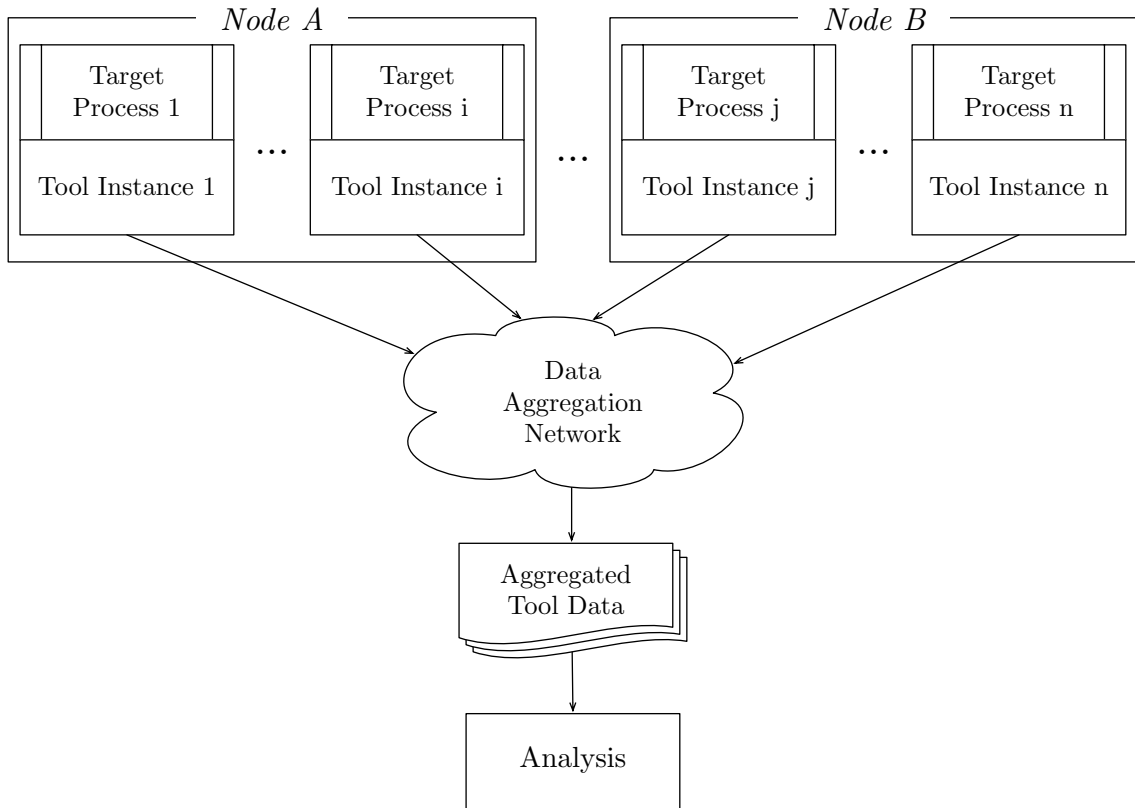 Node A
Node B
Target
Process 1
Target
Process i
Target
Process j
Target
Process n
...
...
...
Tool Instance 1
Tool Instance i
Tool Instance j
Tool Instance n
Data
Aggregation
Network
Aggregated
Tool Data
Analysis